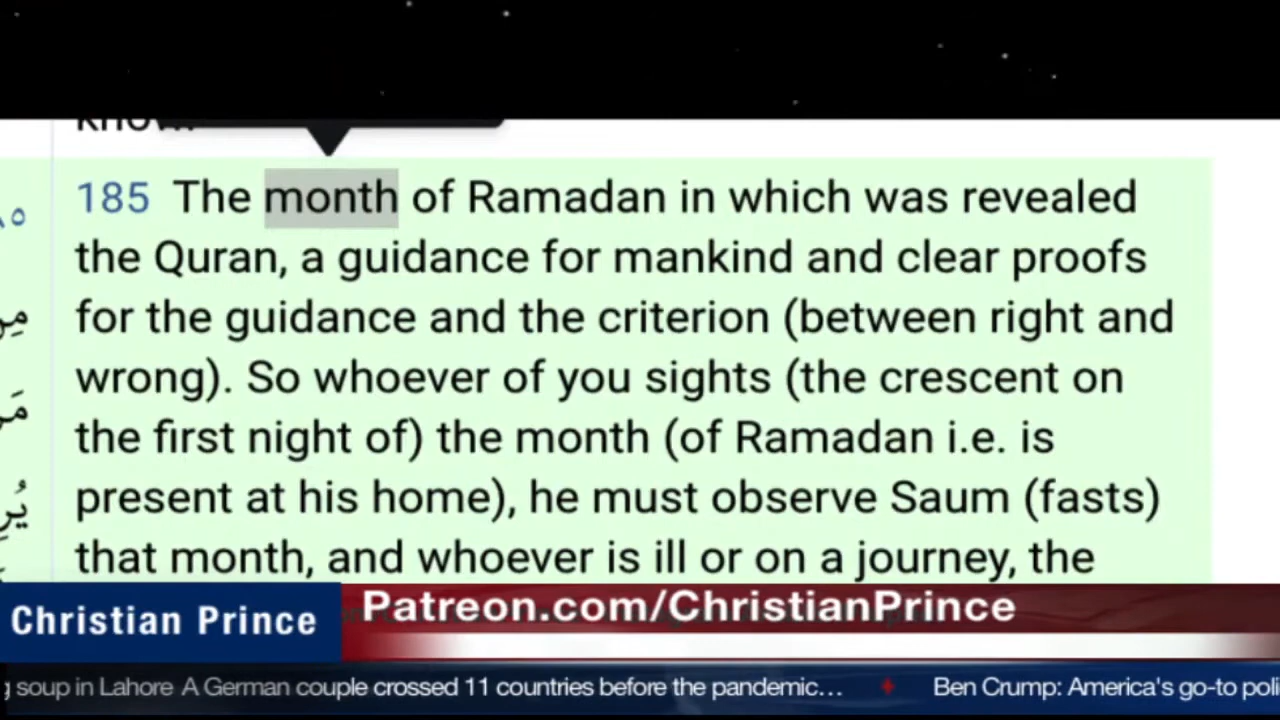 185 The month of Ramadan in which was revealed
the Quran, a guidance for mankind and clear proofs
for the guidance and the criterion (between right and
wrong). So whoever of you sights (the crescent on
the first night of) the month (of Ramadan i.e. is
present at his home), he must observe Saum (fasts)
that month, and whoever is ill or on a journey, the
Christian Prince
Patreon.com/ChristianPrince
soup in Lahore A German couple crossed 11 countries before the pandemic... Ben Crump: America's go-to